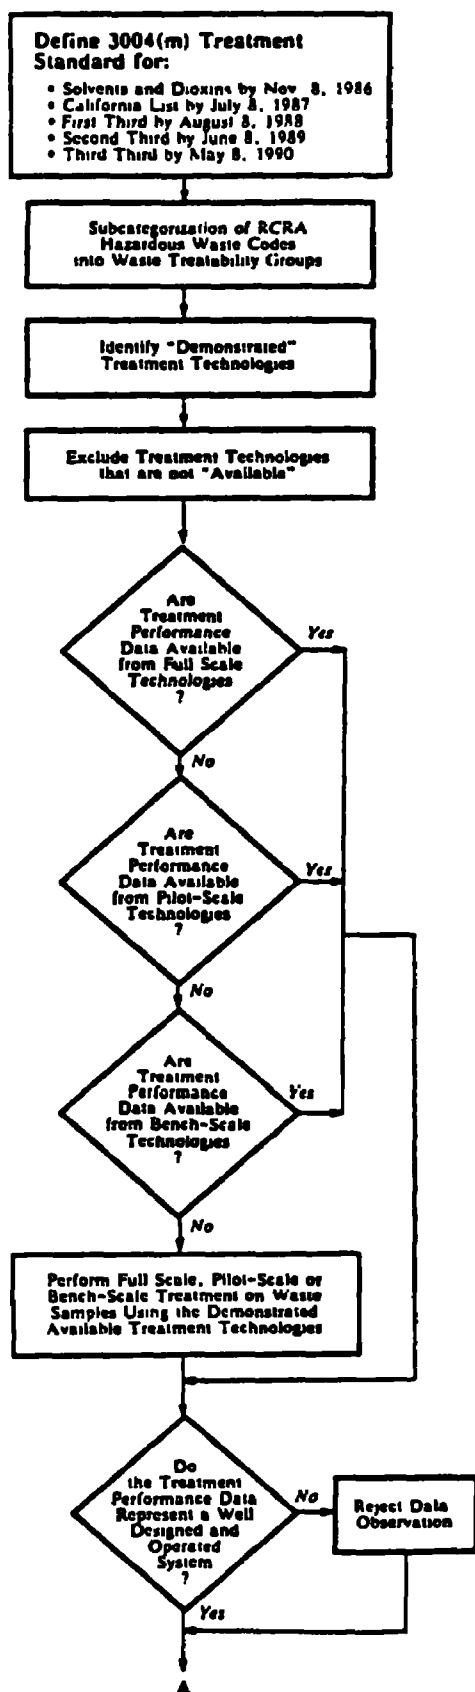 Define 3004(m) Treatment
Standard for:
• Solvents and Dioxins by Nov 8, 1986
• California List by July 8, 1987
• First Third by August 8, 1988
• Second Third by June 8, 1989
• Third Third by May 8, 1990
Subcategorization of RCRA
Hazardous Waste Codes
into Waste Treatability Groups
Identify "Demonstrated"
Treatment Technologies
Exclude Treatment Technologies
that are not "Available"
Are
Treatment
Performance
Data Available
from Full Scale
Technologies
?
Yes
No
Are
Treatment
Performance
Data Available
from Pilot-Scale
Technologies
?
Yes
No
Are
Treatment
Performance
Data Available
from Bench-Scale
Technologies
?
Yes
No
Perform Full Scale, Pilot-Scale or
Bench-Scale Treatment on Waste
Samples Using the Demonstrated
Available Treatment Technologies
Do
the Treatment
Performance Data
Represent a Well
Designed and
Operated
System
?
No
Reject Data
Observation
Yes
A